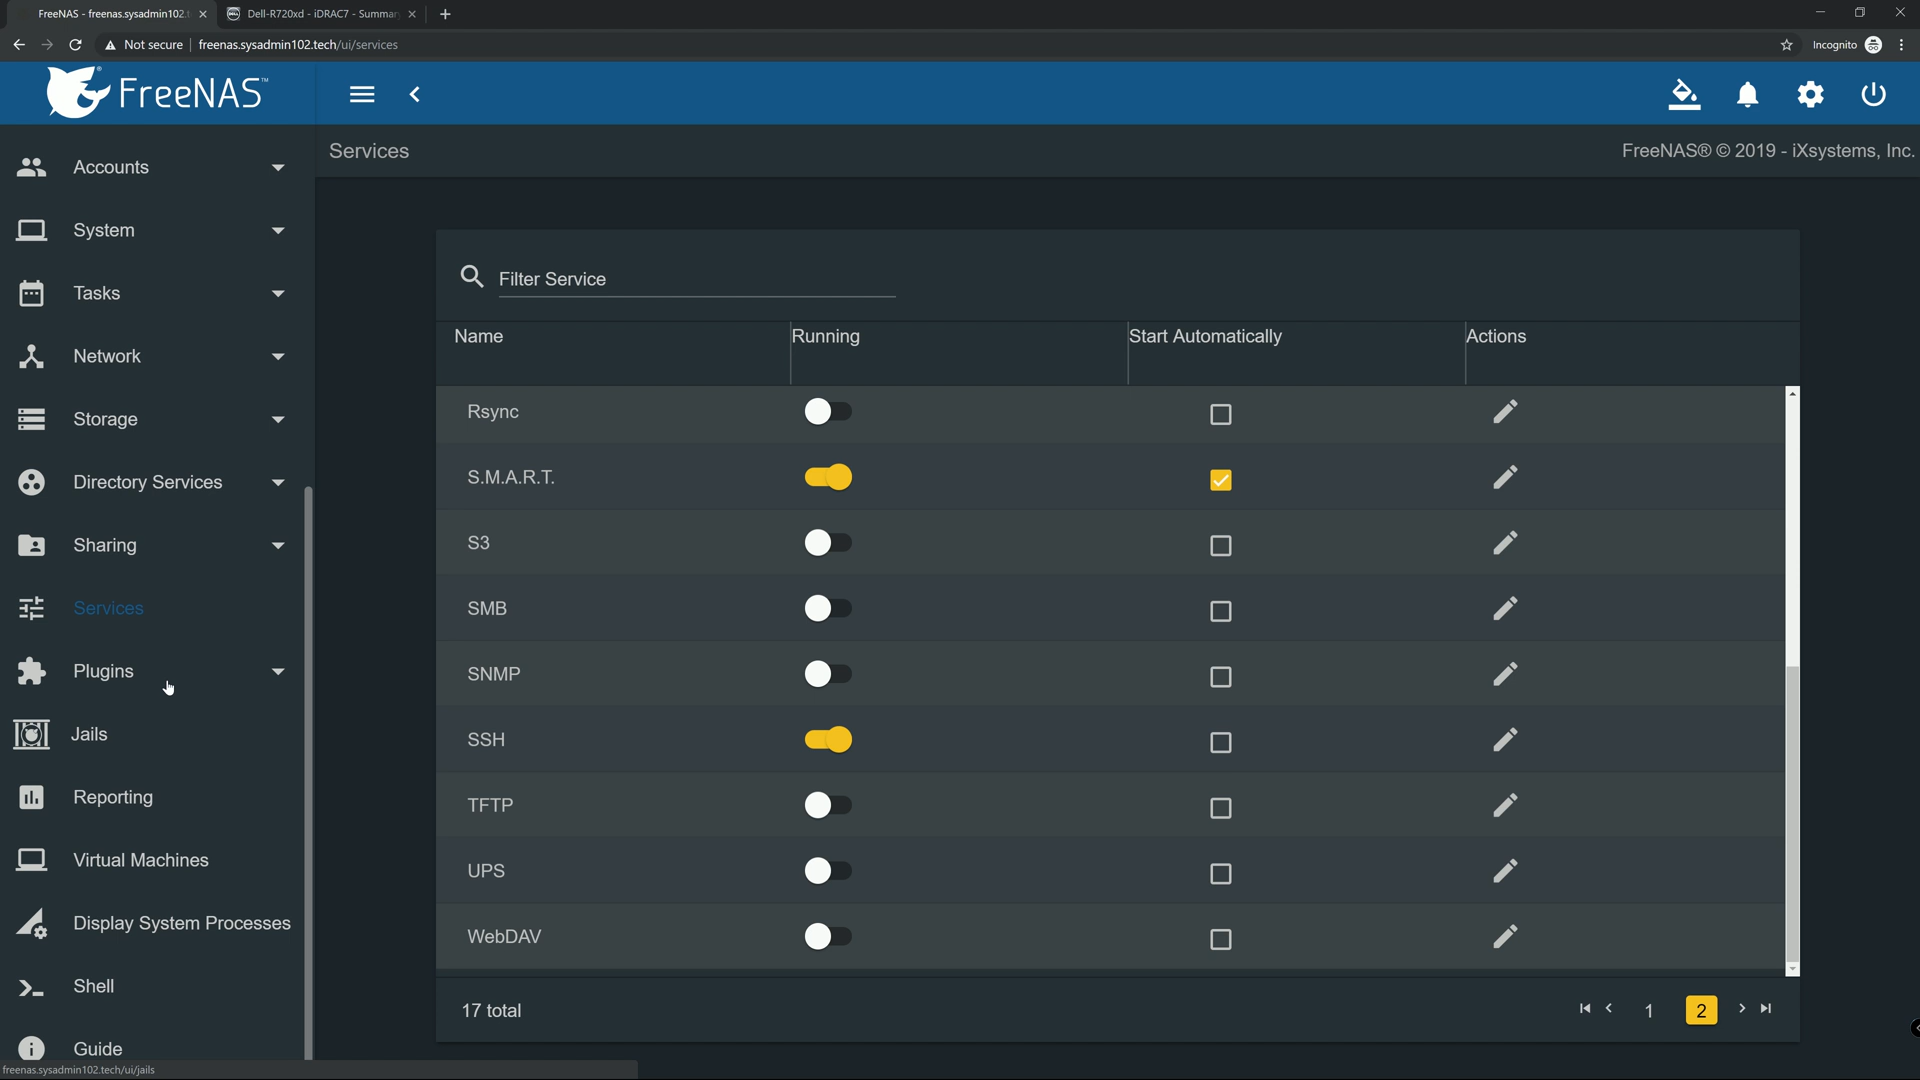 FreeNAS - freenas.sysadmin102.
Dell-R720xd - iDRAC7 - Summar
Not secure
freenas.sysadmin102.tech/ui/services
Incognito
FreeNAS™
Services
FreeNAS® © 2019 - iXsystems, Inc.
Accounts
System
Tasks
Network
Storage
Directory Services
Sharing
Services
Plugins
Jails
Reporting
Virtual Machines
Display System Processes
Shell
Guide
Filter Service
Name Running Start Automatically Actions
Rsync
S.M.A.R.T.
S3
SMB
SNMP
SSH
TFTP
UPS
WebDAV
17 total
1 2
freenas.sysadmin102.tech/ui/jails